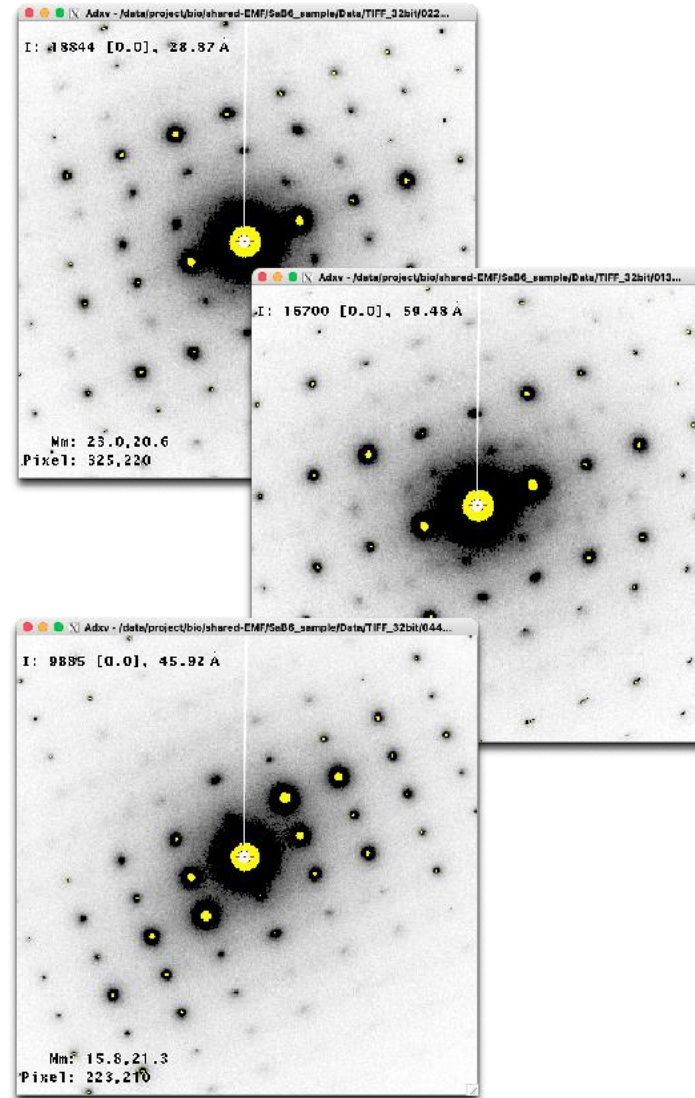 Adxv - /data/project/bio/shared-EMF/SaB6_sample/Data/TIFF_32bit/022...
I: 18844 [0.0], 28.87 Å
Mm: 23.0,20.6
Pixel: 325,220
Adxv - /data/project/bio/shared-EMF/SaB6_sample/Data/TIFF_32bit/013...
I: 16700 [0.0], 59.48 Å
Adxv - /data/project/bio/shared-EMF/SaB6_sample/Data/TIFF_32bit/044...
I: 9885 [0.0], 45.92 Å
Mm: 15.8,21.3
Pixel: 223,210